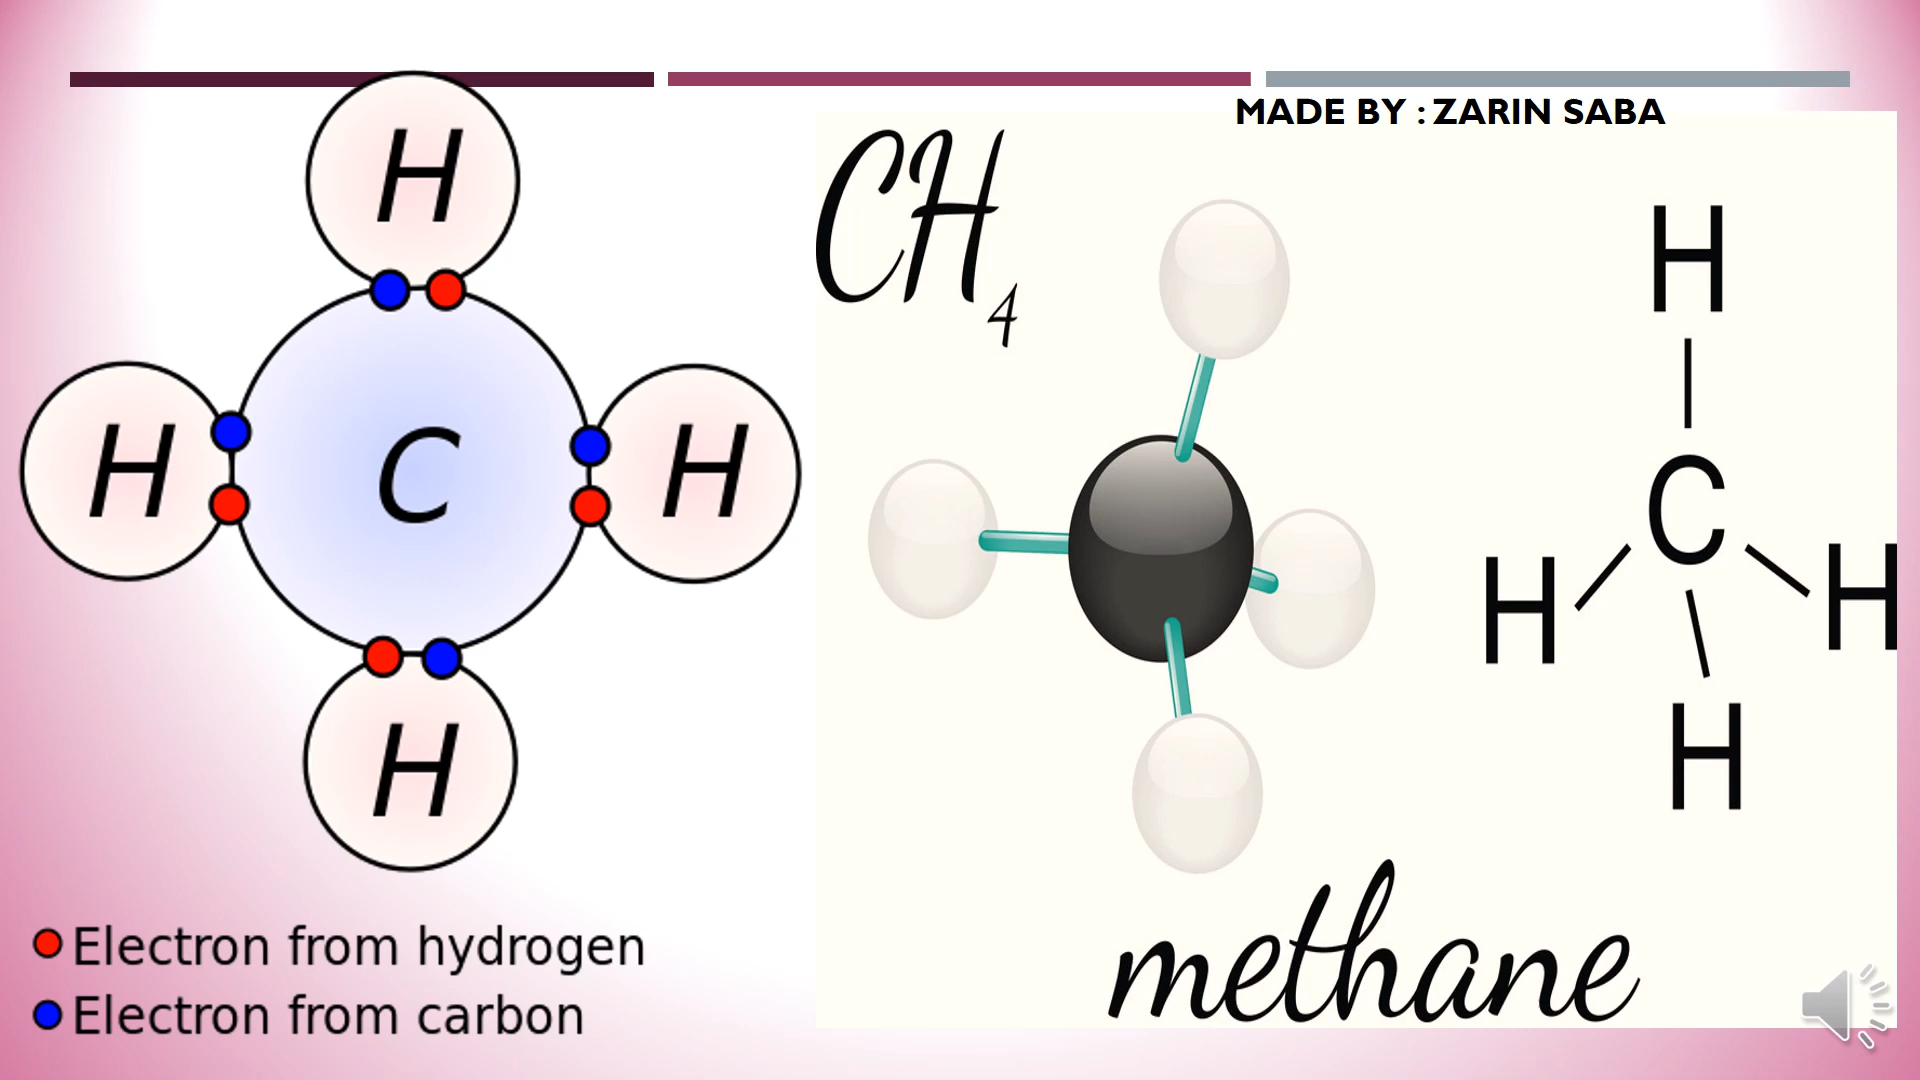 MADE BY : ZARIN SABA
H
H C H
H
Electron from hydrogen
Electron from carbon
CH4
H
C
H H
H
methane